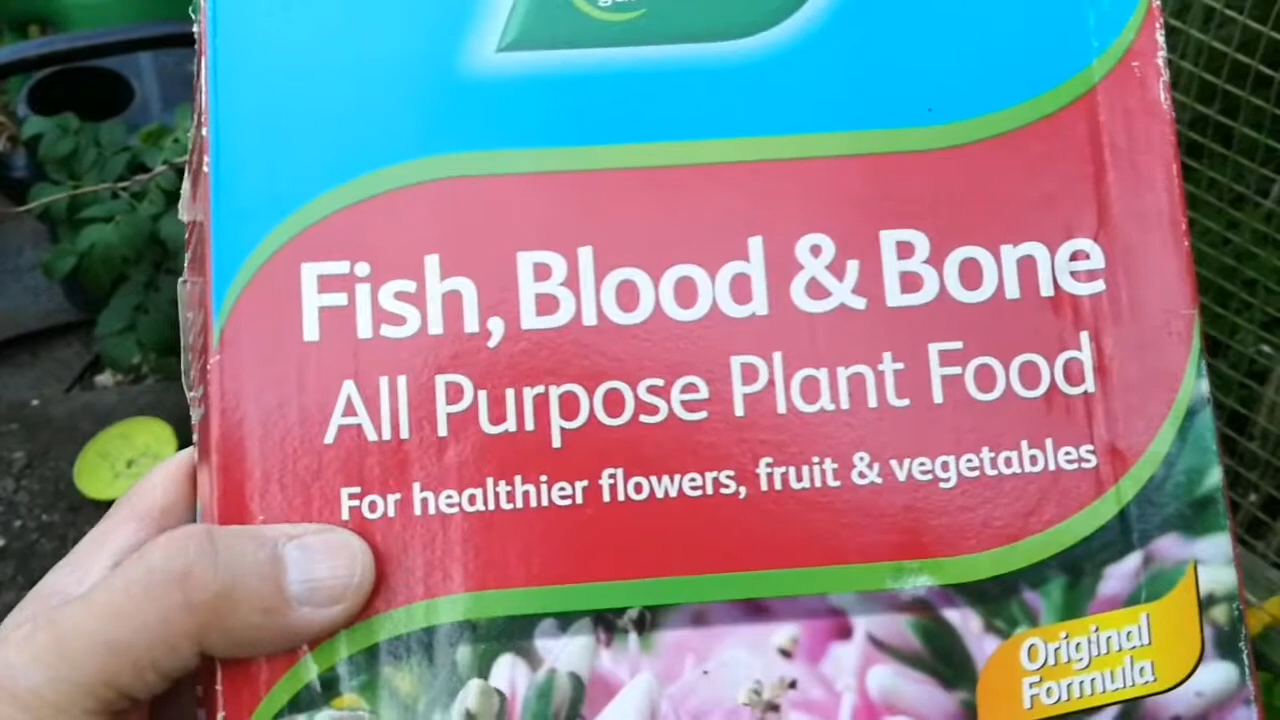 Fish, Blood & Bone
All Purpose Plant Food
For healthier flowers, fruit & vegetables
Original
Formula